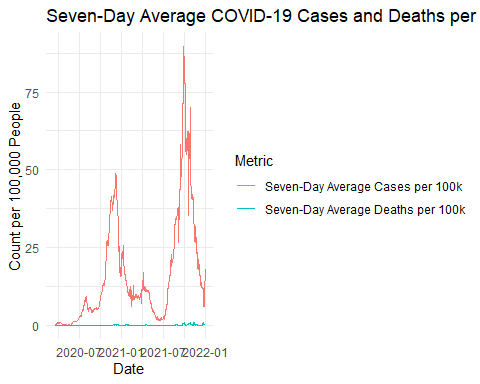 Seven-Day Average COVID-19 Cases and Deaths per
Count per 100,000 People
75
50
25
0
2020-07
2021-01
2021-07
2022-01
Date
Metric
Seven-Day Average Cases per 100k
Seven-Day Average Deaths per 100k